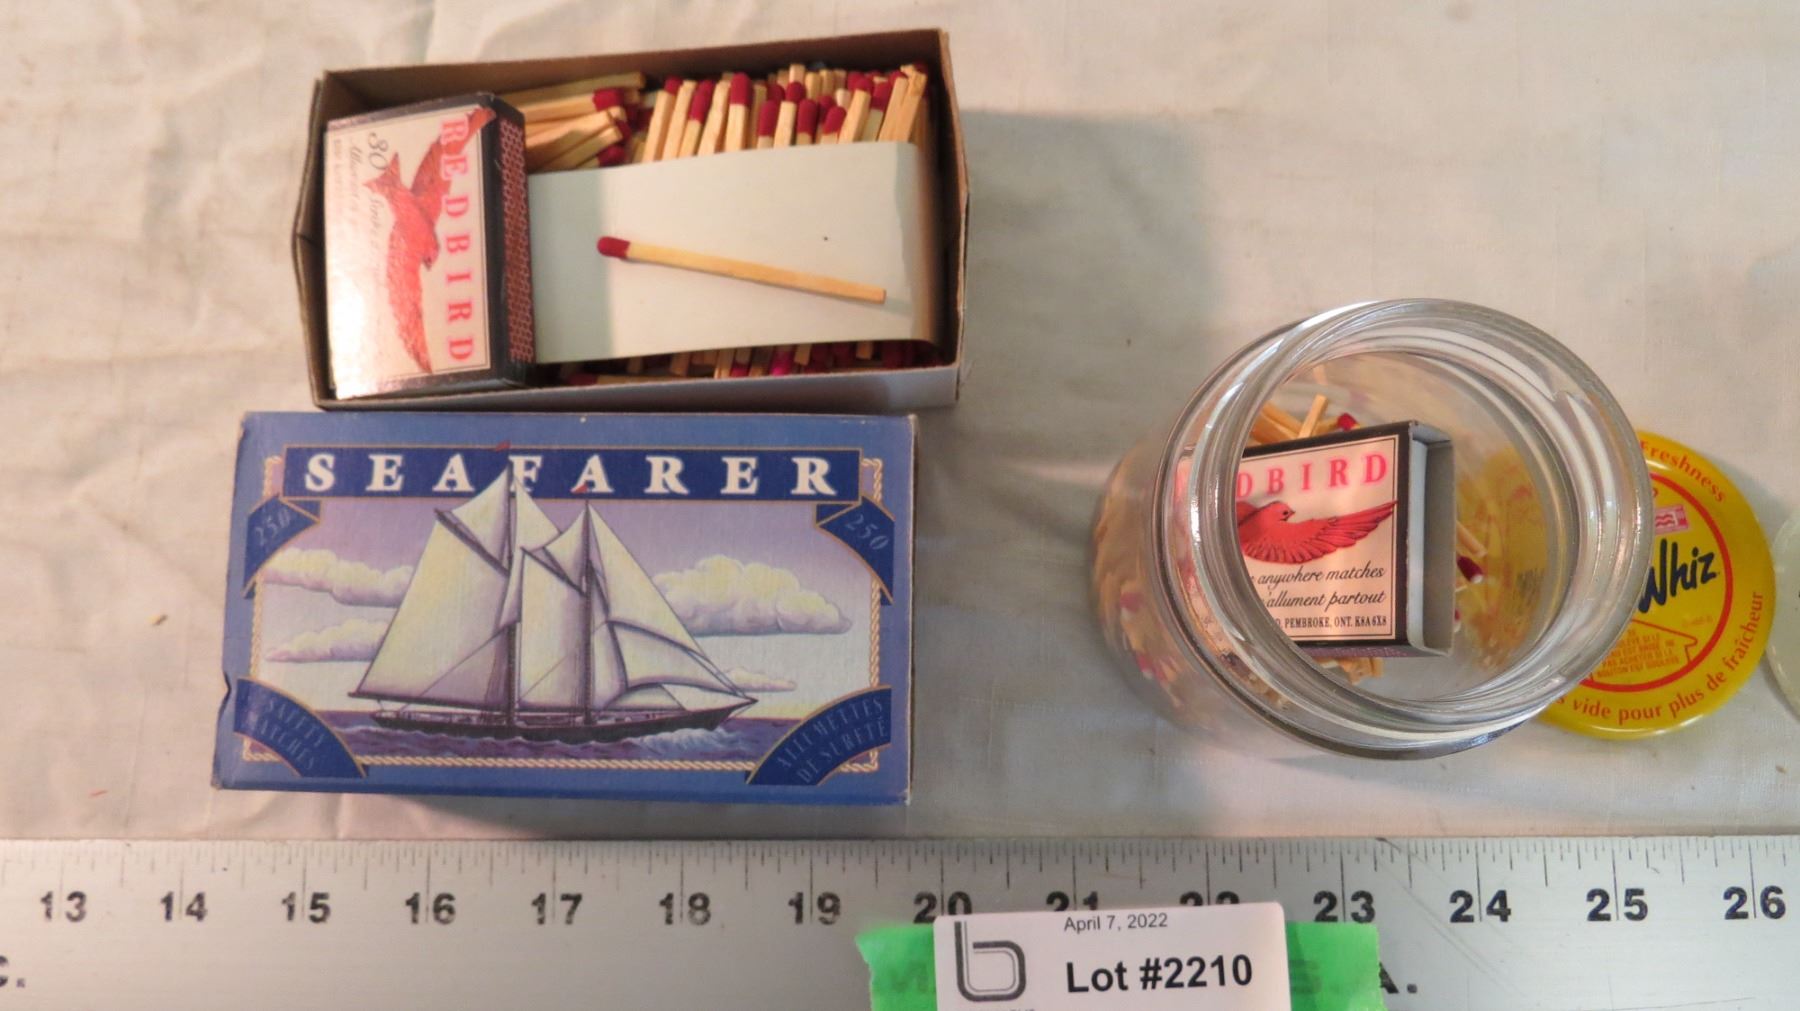 REDBIRD
30
SEAFARER
250
250
SAFETY
MATCHES
ALLUMETTES
DE SÛRETÉ
DBIRD
anywhere matches
allument partout
PEMBROKE, ONT. K8A 6X8
Freshness
Whiz
vide pour plus de fraîcheur
13 14 15 16 17 18 19 20 21 22 23 24 25 26
April 7, 2022
Lot #2210